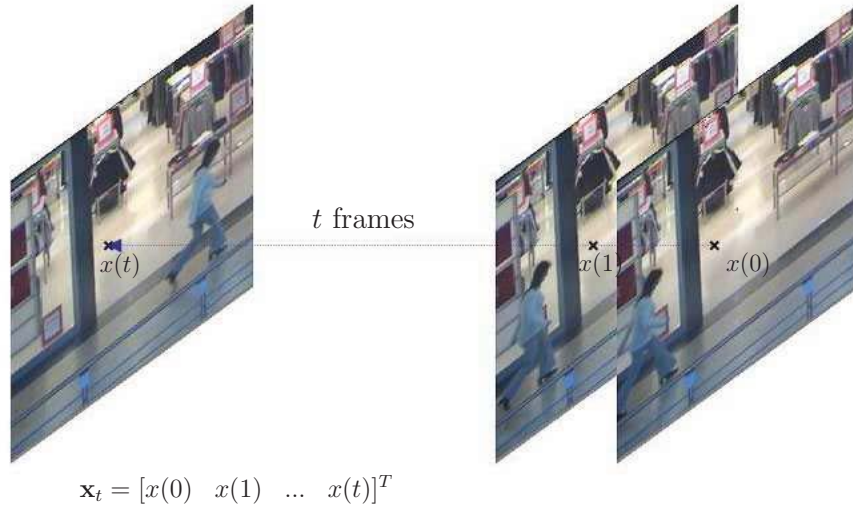 t frames
x(t)
x(1)
x(0)
x_t = [x(0) x(1) ... x(t)]^T